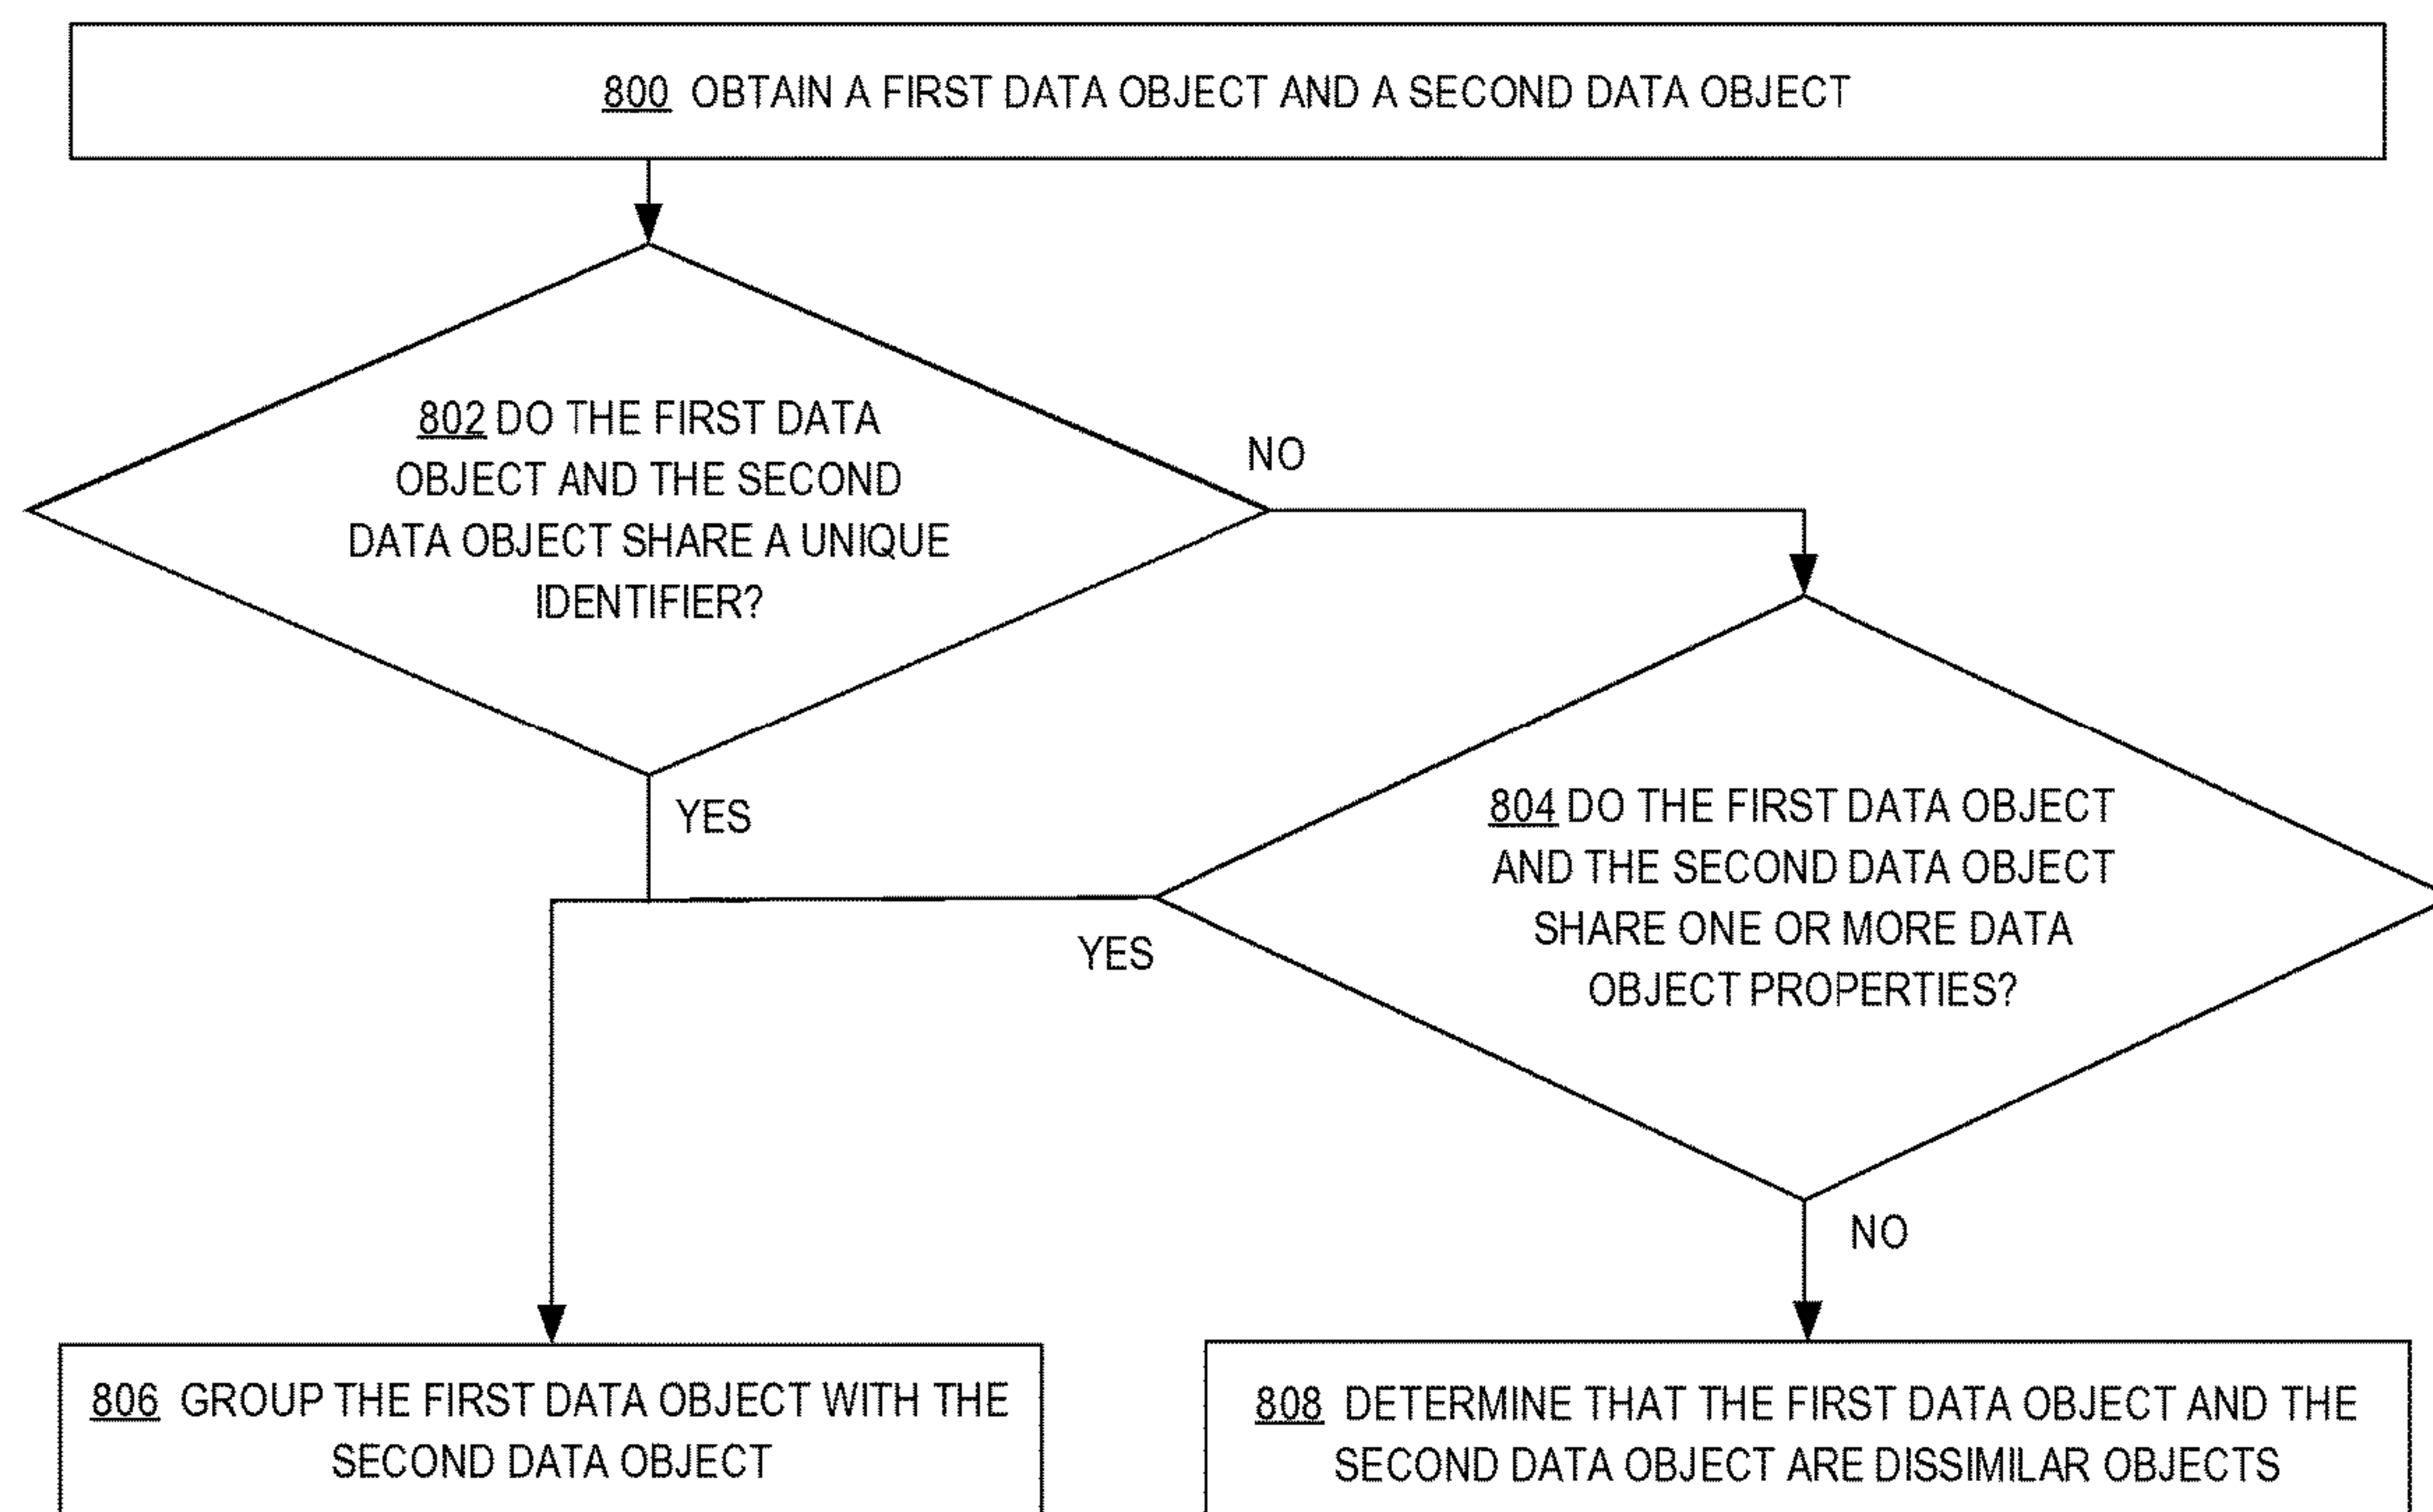 800 OBTAIN A FIRST DATA OBJECT AND A SECOND DATA OBJECT
802 DO THE FIRST DATA
OBJECT AND THE SECOND
DATA OBJECT SHARE A UNIQUE
IDENTIFIER?
NO
YES
804 DO THE FIRST DATA OBJECT
AND THE SECOND DATA OBJECT
SHARE ONE OR MORE DATA
OBJECT PROPERTIES?
YES
NO
806 GROUP THE FIRST DATA OBJECT WITH THE
SECOND DATA OBJECT
808 DETERMINE THAT THE FIRST DATA OBJECT AND THE
SECOND DATA OBJECT ARE DISSIMILAR OBJECTS